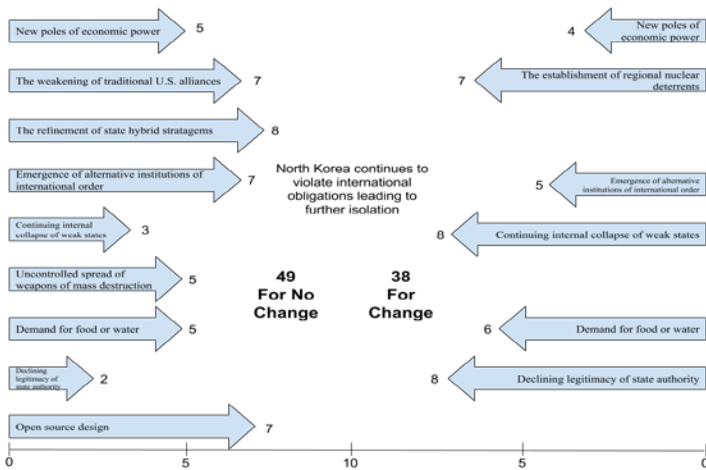 New poles of economic power
5
4
New poles of
economic power
The weakening of traditional U.S. alliances
7
7
The establishment of regional nuclear
deterrents
The refinement of state hybrid stratagems
8
North Korea continues to
violate international
obligations leading to
further isolation
Emergence of alternative institutions of
international order
7
5
Emergence of alternative
institutions of international order
Continuing internal
collapse of weak states
3
8
Continuing internal collapse of weak states
Uncontrolled spread of
weapons of mass destruction
5
49
For No
Change
38
For
Change
Demand for food or water
5
6
Demand for food or water
Declining
legitimacy of
state authority
2
8
Declining legitimacy of state authority
Open source design
7
0
5
10
5
0